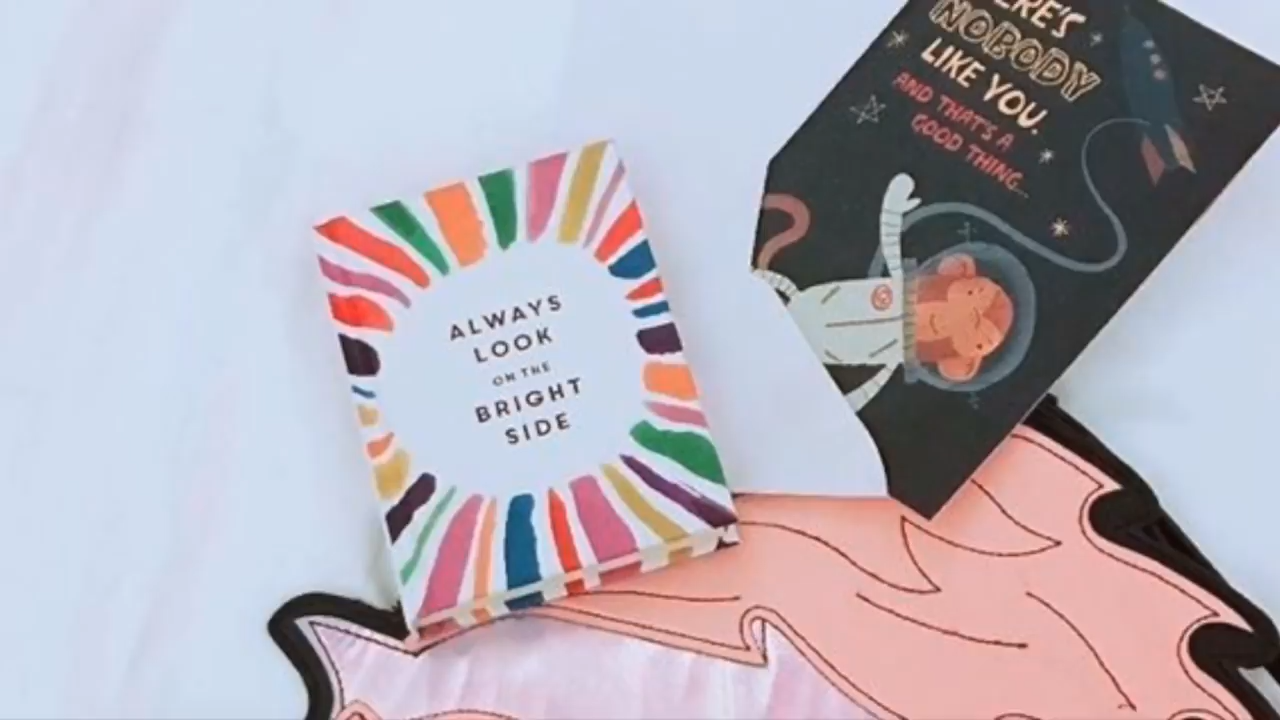 ALWAYS
LOOK
ON THE
BRIGHT
SIDE
NOBODY
LIKE YOU.
AND THAT'S A
GOOD THING...